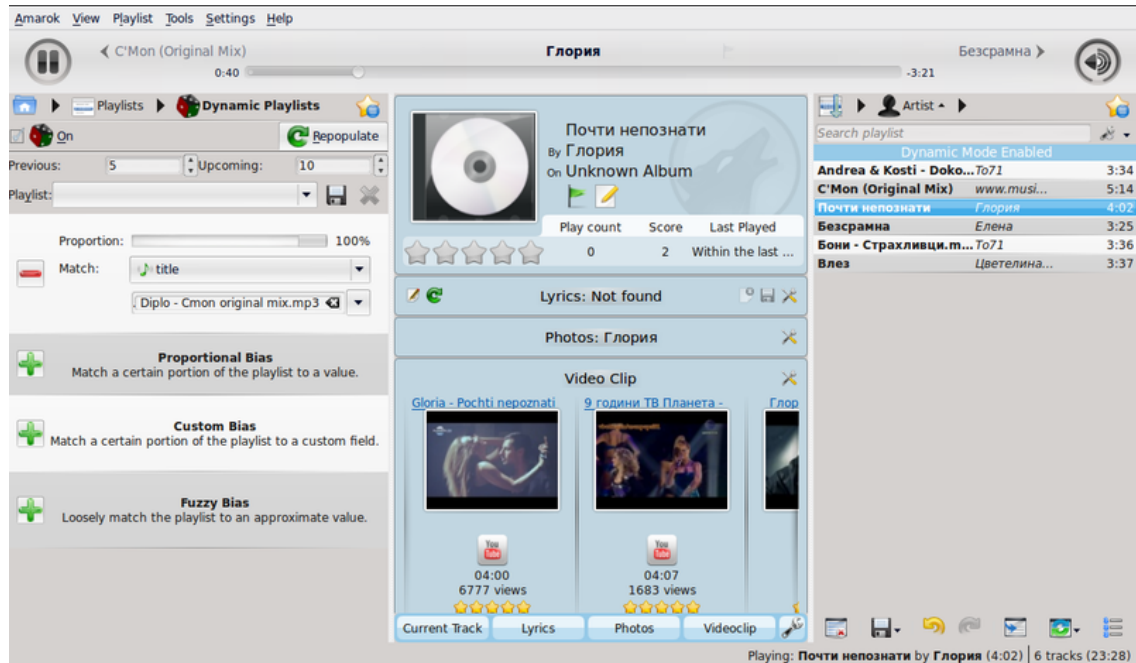 Amarok View Playlist Tools Settings Help
C'Mon (Original Mix) Глория Безсрамна
0:40 -3:21
Playlists Dynamic Playlists
On Repopulate
Previous: 5 Upcoming: 10
Playlist:
Proportion: 100%
Match: title
Diplo - Cmon original mix.mp3
Proportional Bias
Match a certain portion of the playlist to a value.
Custom Bias
Match a certain portion of the playlist to a custom field.
Fuzzy Bias
Loosely match the playlist to an approximate value.
Почти непознати
By Глория
on Unknown Album
Play count Score Last Played
0 2 Within the last ...
Lyrics: Not found
Photos: Глория
Video Clip
Gloria - Pochti nepoznati 9 години ТВ Планета - Глор
You Tube You Tube
04:00 04:07
6777 views 1683 views
Current Track Lyrics Photos Videoclip
Artist
Search playlist
Dynamic Mode Enabled
Andrea & Kosti - Doko... To71 3:34
C'Mon (Original Mix) www.musi... 5:14
Почти непознати Глория 4:02
Безсрамна Елена 3:25
Бони - Страхливци.m... To71 3:36
Влез Цветелина... 3:37
Playing: Почти непознати by Глория (4:02) 6 tracks (23:28)